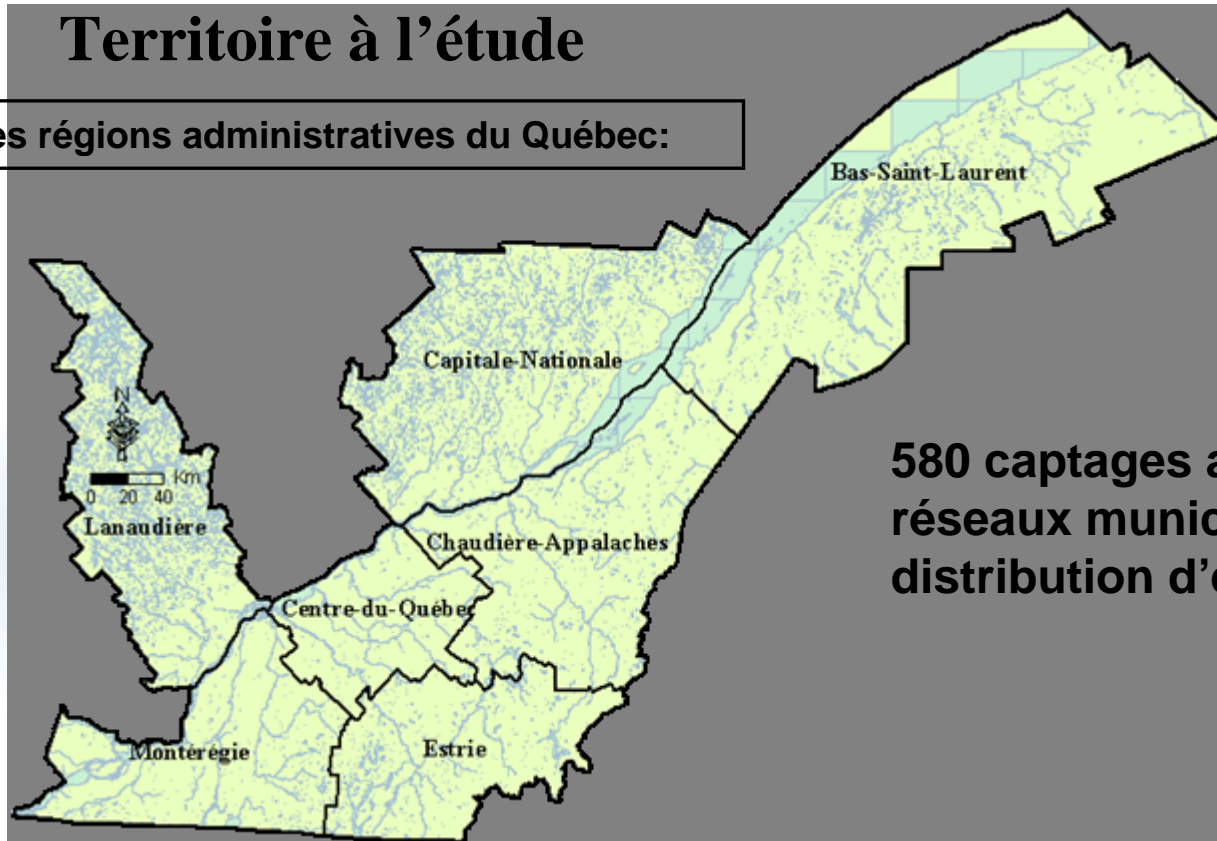 Territoire à l’étude
es régions administratives du Québec:
Bas-Saint-Laurent
Capitale-Nationale
N
Km
0 20 40
Lanaudière
Chaudière-Appalaches
Centre-du-Québec
Montérégie
Estrie
580 captages a
réseaux munic
distribution d’